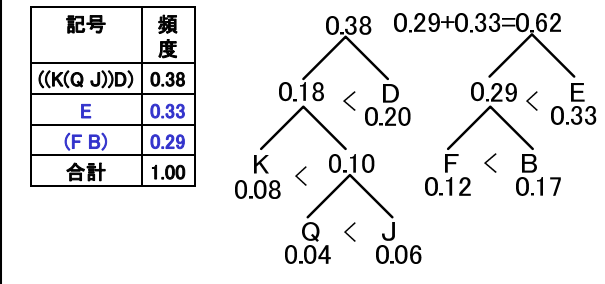 記号 頻度
((K(Q J))D) 0.38
E 0.33
(F B) 0.29
合計 1.00
0.38 0.29+0.33=0.62
0.18 < D 0.29 < E
0.20 0.33
K < 0.10 F < B
0.08 0.12 0.17
Q < J
0.04 0.06